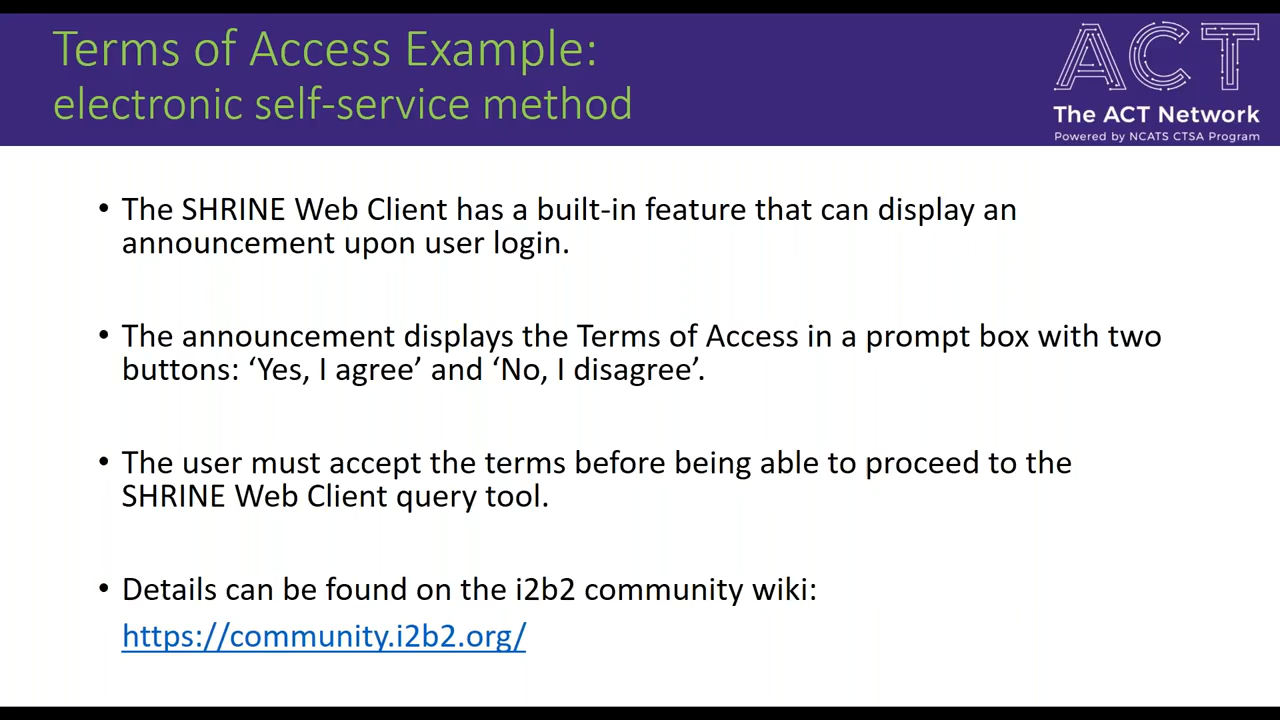 Terms of Access Example:
electronic self-service method
ACT
The ACT Network
Powered by NCATS CTSA Program
• The SHRINE Web Client has a built-in feature that can display an
announcement upon user login.
• The announcement displays the Terms of Access in a prompt box with two
buttons: ‘Yes, I agree’ and ‘No, I disagree’.
• The user must accept the terms before being able to proceed to the
SHRINE Web Client query tool.
• Details can be found on the i2b2 community wiki:
https://community.i2b2.org/